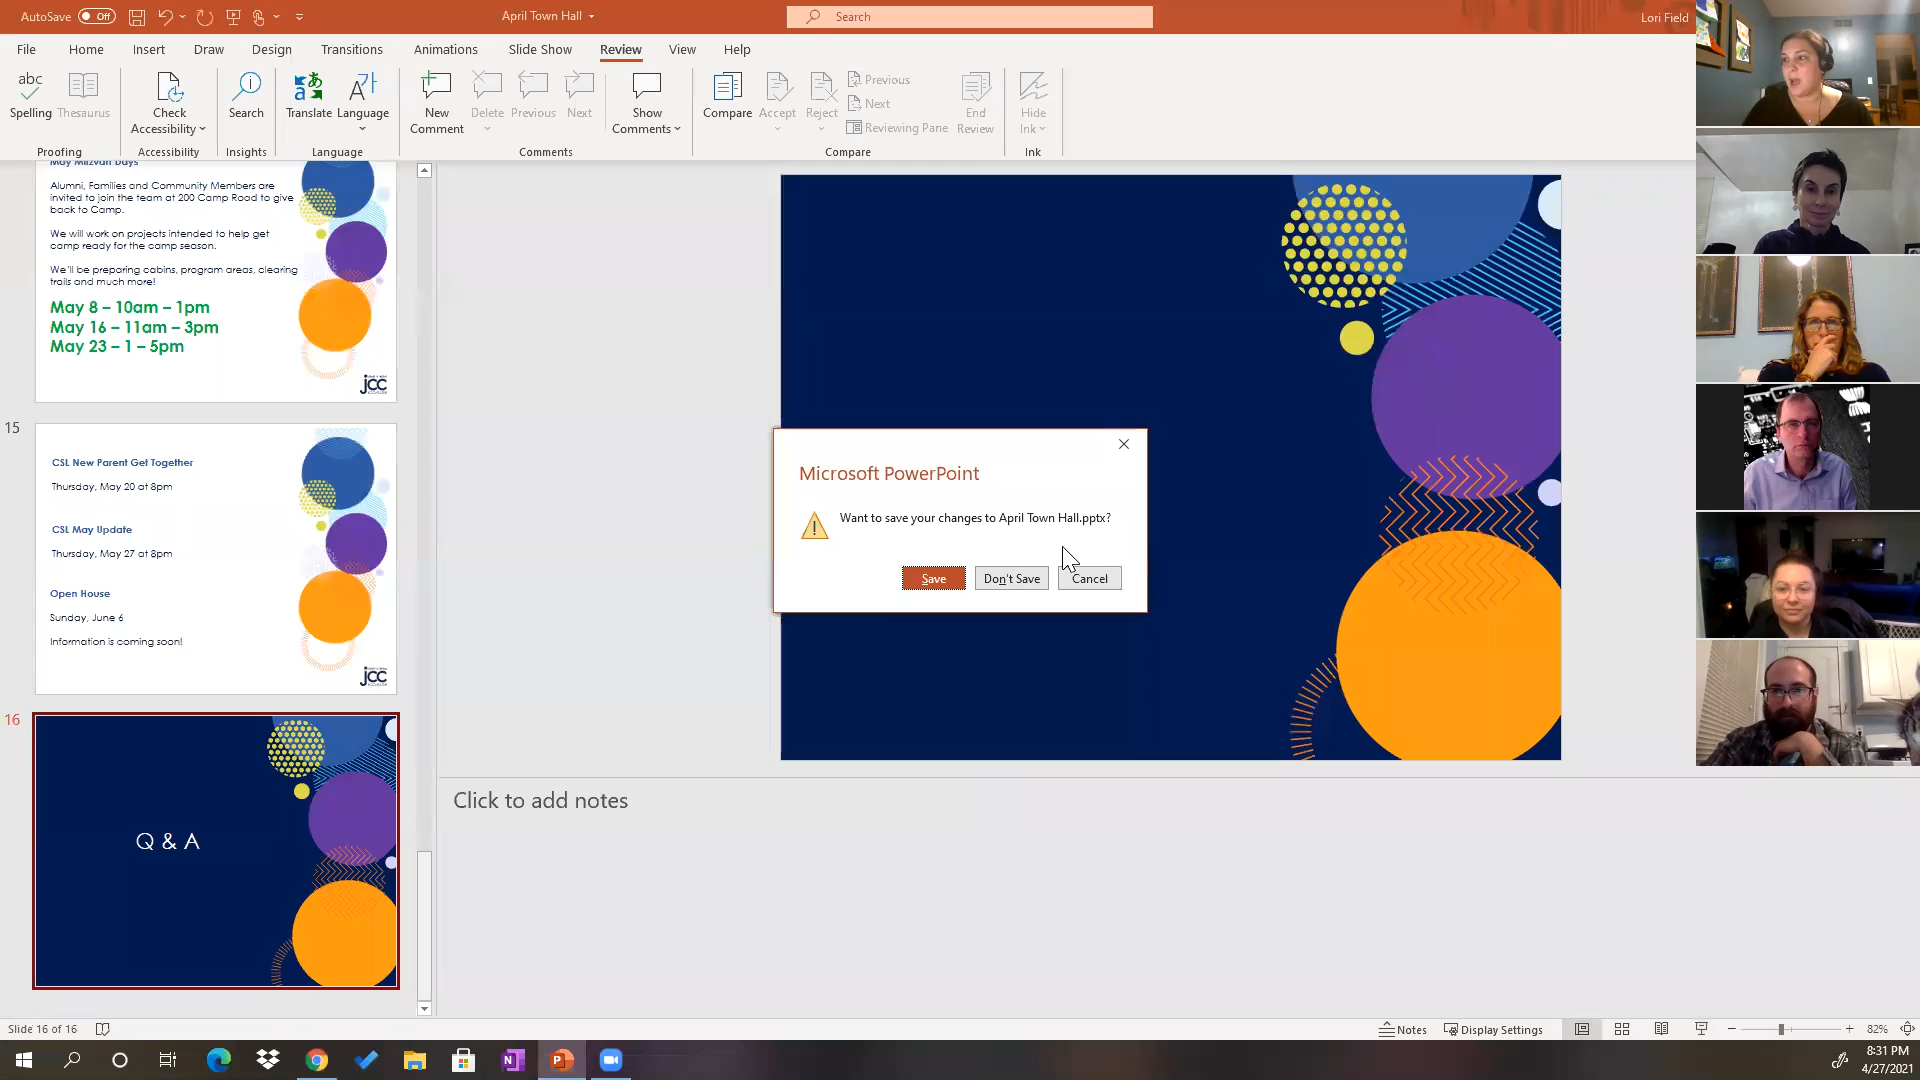 AutoSave Off
April Town Hall
Search
Lori Field
File Home Insert Draw Design Transitions Animations Slide Show Review View Help
abc
Spelling
Thesaurus
Check
Accessibility
Search
Translate
Language
New
Comment
Delete
Previous
Next
Show
Comments
Compare
Accept
Reject
Previous
Next
Reviewing Pane
End
Review
Hide
Ink
Proofing Accessibility Insights Language Comments Compare Ink
May Mitzvah Days
Alumni, Families and Community Members are
invited to join the team at 200 Camp Road to give
back to Camp.
We will work on projects intended to help get
camp ready for the camp season.
We'll be preparing cabins, program areas, clearing
trails and much more!
May 8 – 10am – 1pm
May 16 – 11am – 3pm
May 23 – 1 – 5pm
jcc
15
CSL New Parent Get Together
Thursday, May 20 at 8pm
CSL May Update
Thursday, May 27 at 8pm
Open House
Sunday, June 6
Information is coming soon!
jcc
16
Q & A
Microsoft PowerPoint
Want to save your changes to April Town Hall.pptx?
Save Don't Save Cancel
Click to add notes
Slide 16 of 16
Notes Display Settings 82%
8:31 PM
4/27/2021